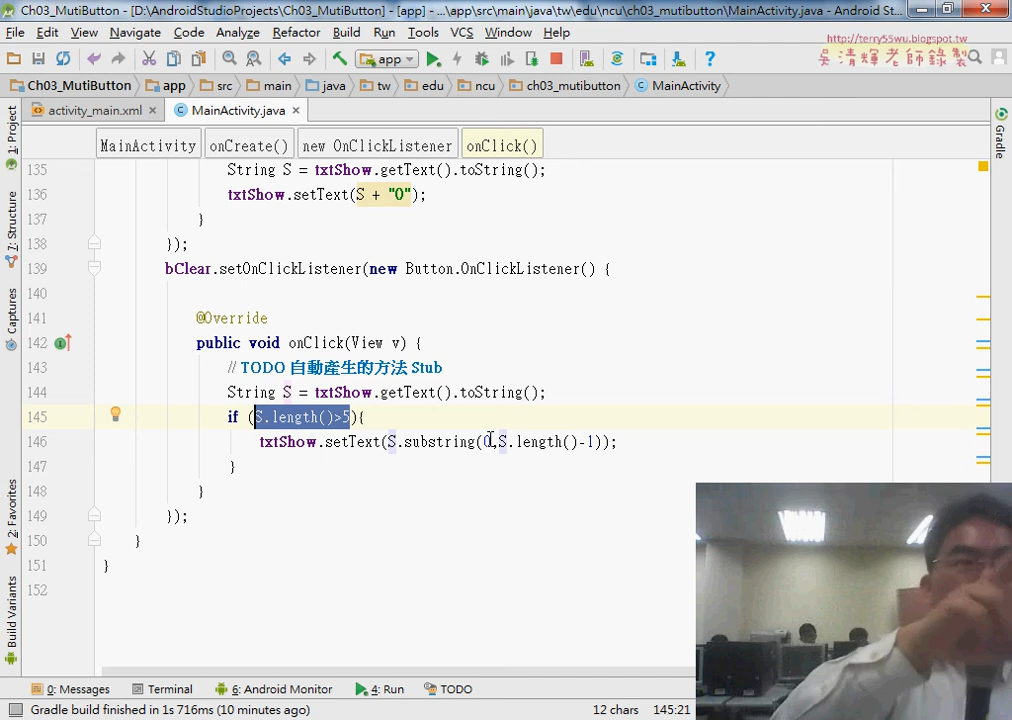 Ch03_MutiButton - [D:\AndroidStudioProjects\Ch03_MutiButton] - [app] - ...\app\src\main\java\tw\edu\ncu\ch03_mutibutton\MainActivity.java - Android St...
File Edit View Navigate Code Analyze Refactor Build Run Tools VCS Window Help
http://terry55wu.blogspot.tw
app
吳清輝老師錄製
Ch03_MutiButton app src main java tw edu ncu ch03_mutibutton MainActivity
activity_main.xml MainActivity.java
MainActivity onCreate() new OnClickListener onClick()
135 String S = txtShow.getText().toString();
136 txtShow.setText(S + "0");
137 }
138 });
139 bClear.setOnClickListener(new Button.OnClickListener() {
140
141 @Override
142 public void onClick(View v) {
143 // TODO 自動產生的方法 Stub
144 String S = txtShow.getText().toString();
145 if (S.length()>5){
146 txtShow.setText(S.substring(0,S.length()-1));
147 }
148 }
149 });
150 }
151 }
152
1: Project
7: Structure
Captures
2: Favorites
Build Variants
Gradle
0: Messages Terminal 6: Android Monitor 4: Run TODO
Gradle build finished in 1s 716ms (10 minutes ago) 12 chars 145:21